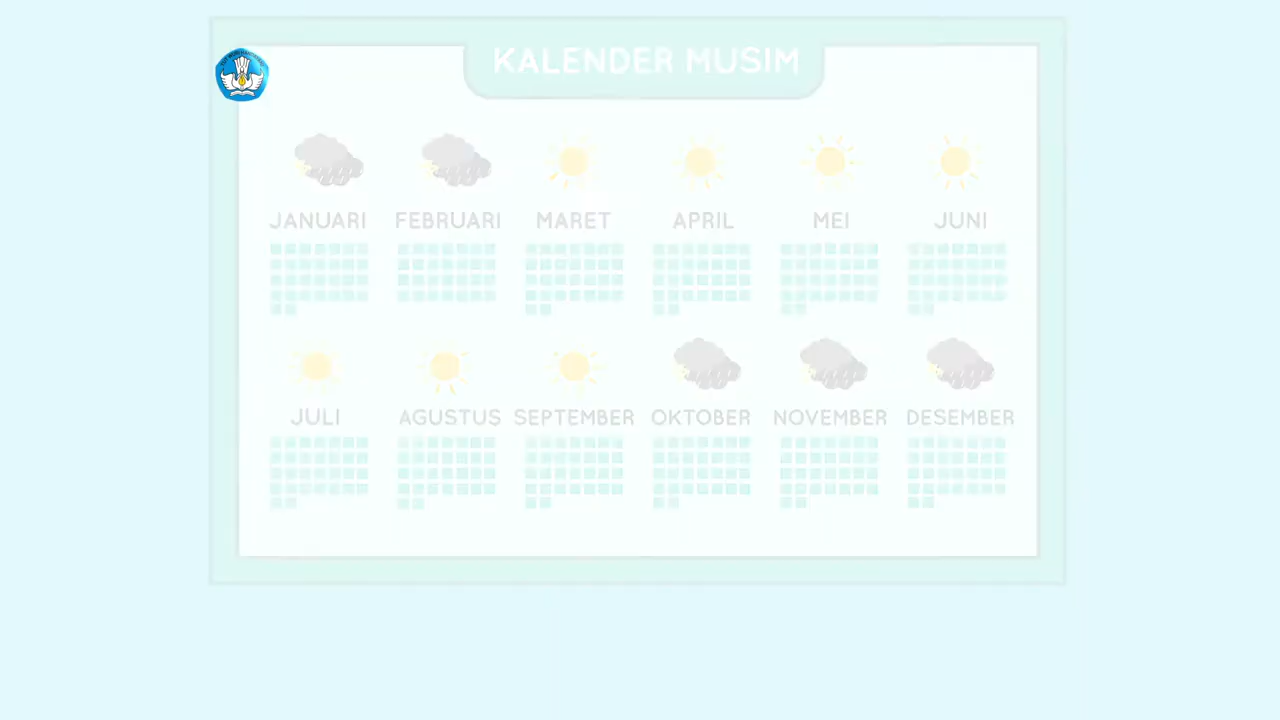 KALENDER MUSIM
JANUARI FEBRUARI MARET APRIL MEI JUNI
JULI AGUSTUS SEPTEMBER OKTOBER NOVEMBER DESEMBER